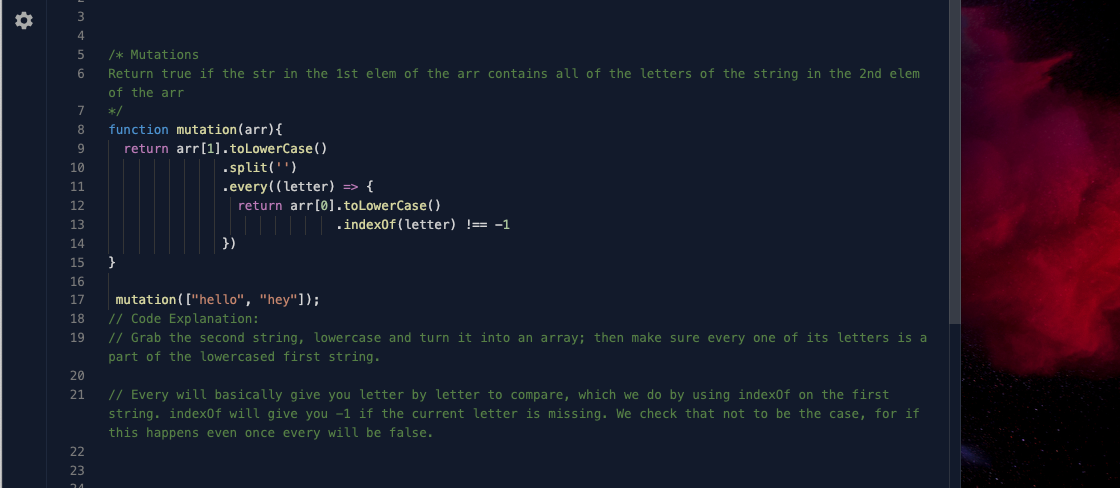 3
4
5 /* Mutations
6 Return true if the str in the 1st elem of the arr contains all of the letters of the string in the 2nd elem
of the arr
7 */
8 function mutation(arr){
9 return arr[1].toLowerCase()
10 .split('')
11 .every((letter) => {
12 return arr[0].toLowerCase()
13 .indexOf(letter) !== -1
14 })
15 }
16
17 mutation(["hello", "hey"]);
18 // Code Explanation:
19 // Grab the second string, lowercase and turn it into an array; then make sure every one of its letters is a
part of the lowercased first string.
20
21 // Every will basically give you letter by letter to compare, which we do by using indexOf on the first
string. indexOf will give you -1 if the current letter is missing. We check that not to be the case, for if
this happens even once every will be false.
22
23